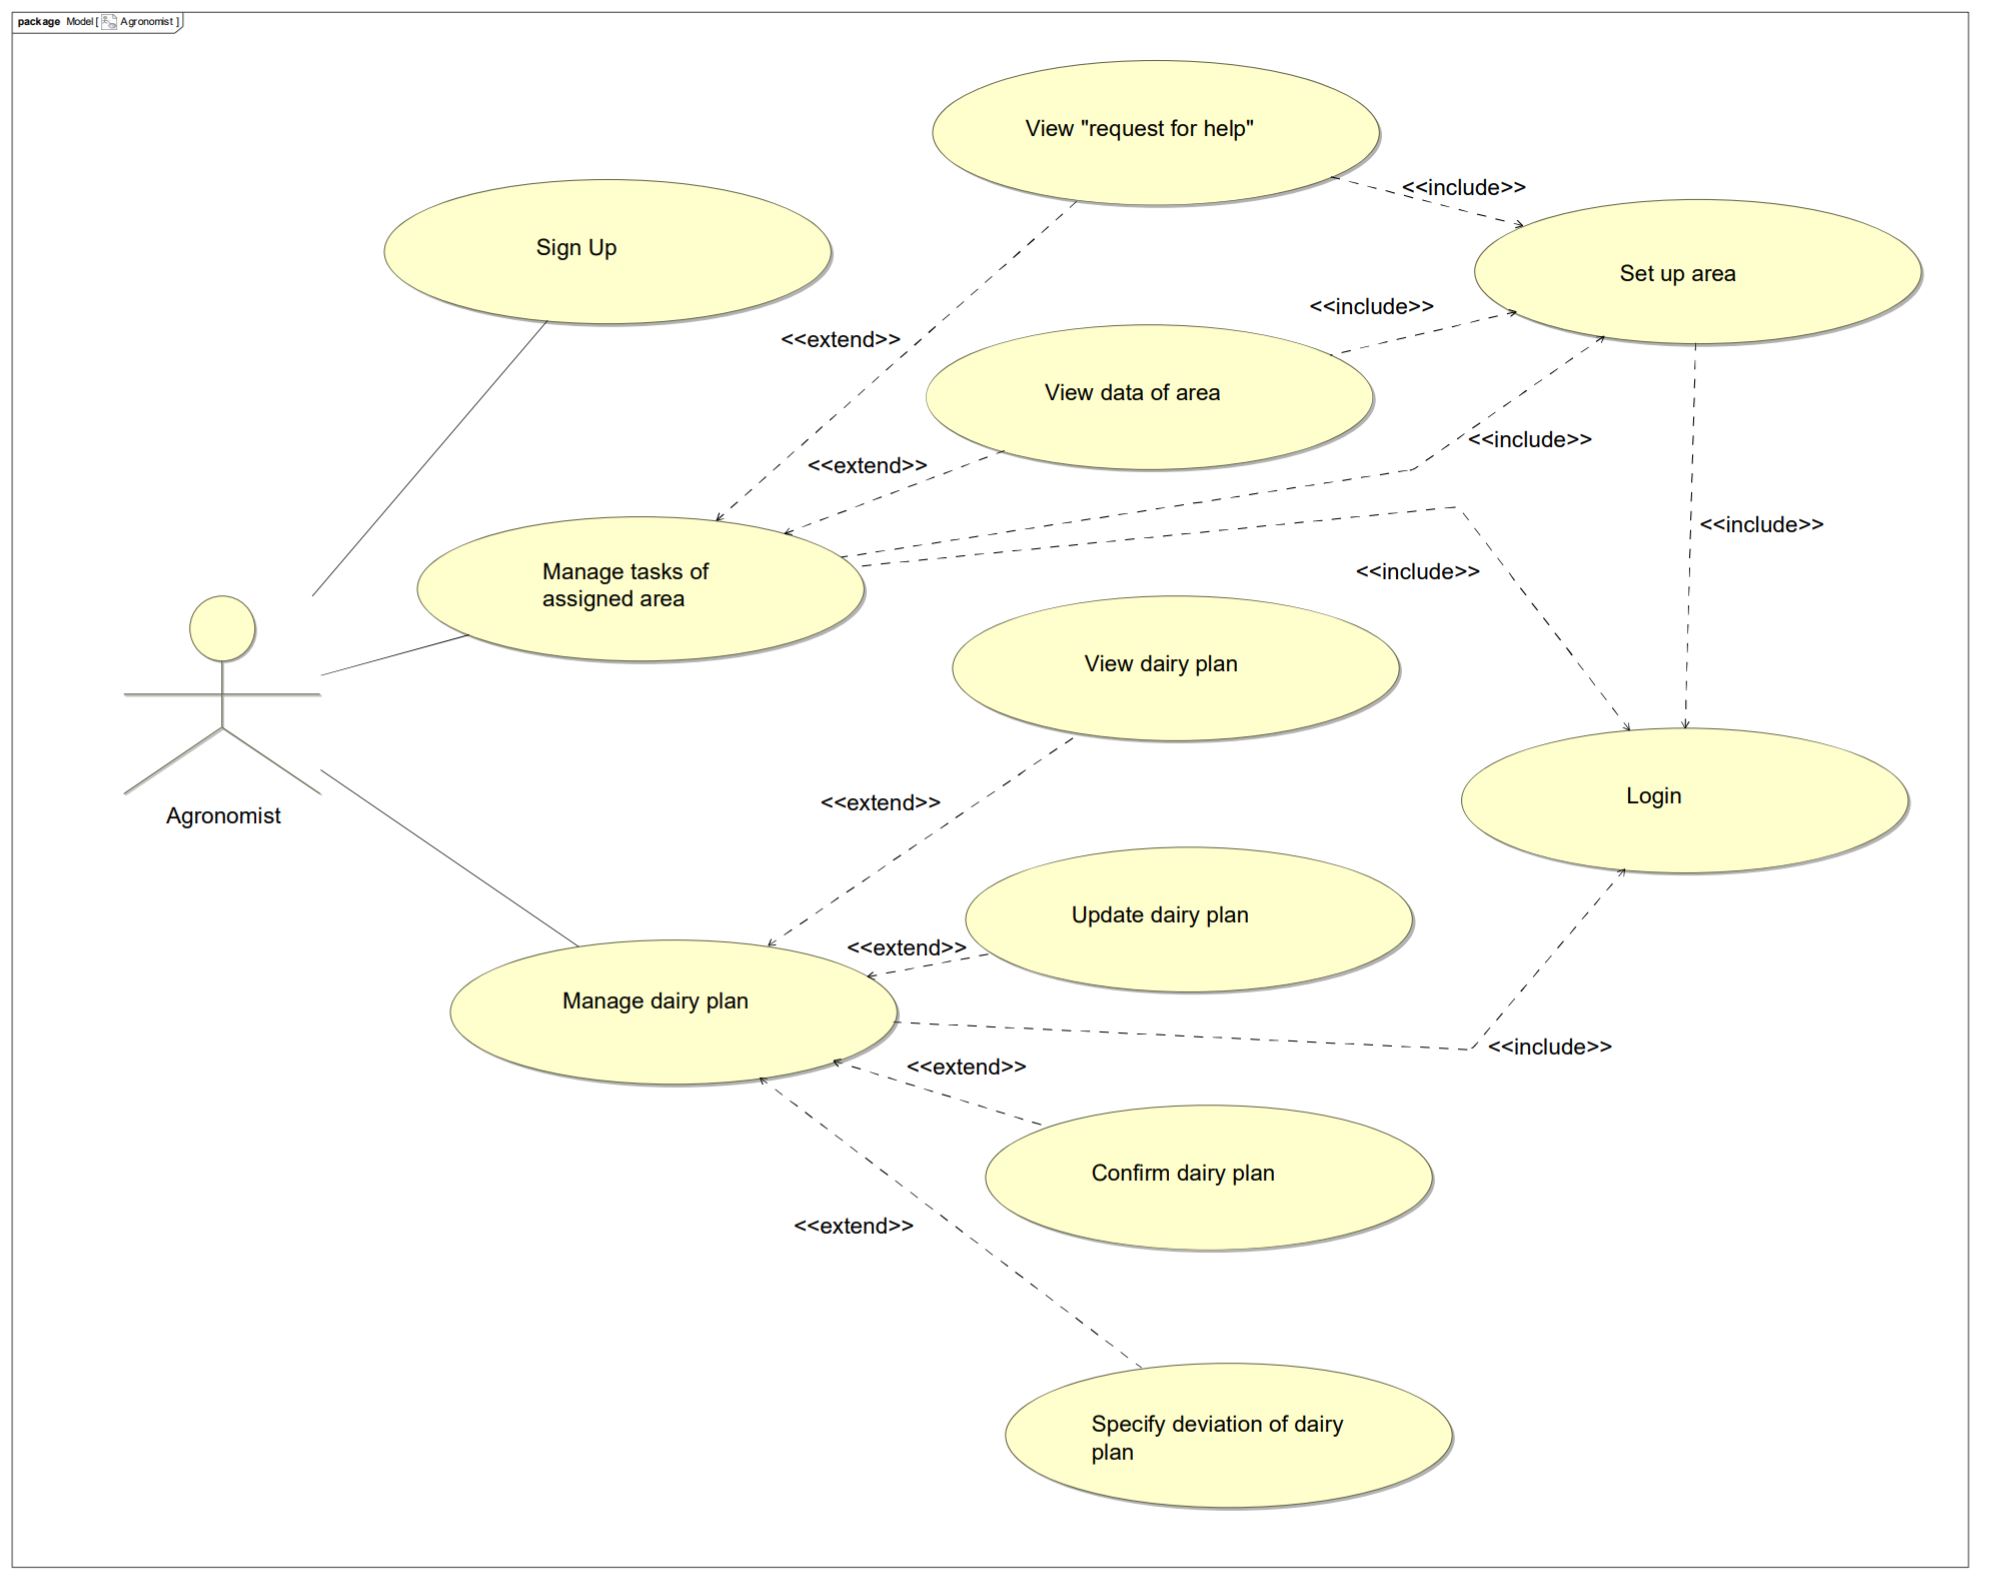 package Model [ Agronomist ]
View "request for help"
<<include>>
Sign Up
Set up area
<<include>>
<<extend>>
View data of area
<<include>>
<<extend>>
<<include>>
Manage tasks of
assigned area
<<include>>
View dairy plan
Login
<<extend>>
Agronomist
Update dairy plan
<<extend>>
Manage dairy plan
<<include>>
<<extend>>
Confirm dairy plan
<<extend>>
Specify deviation of dairy
plan